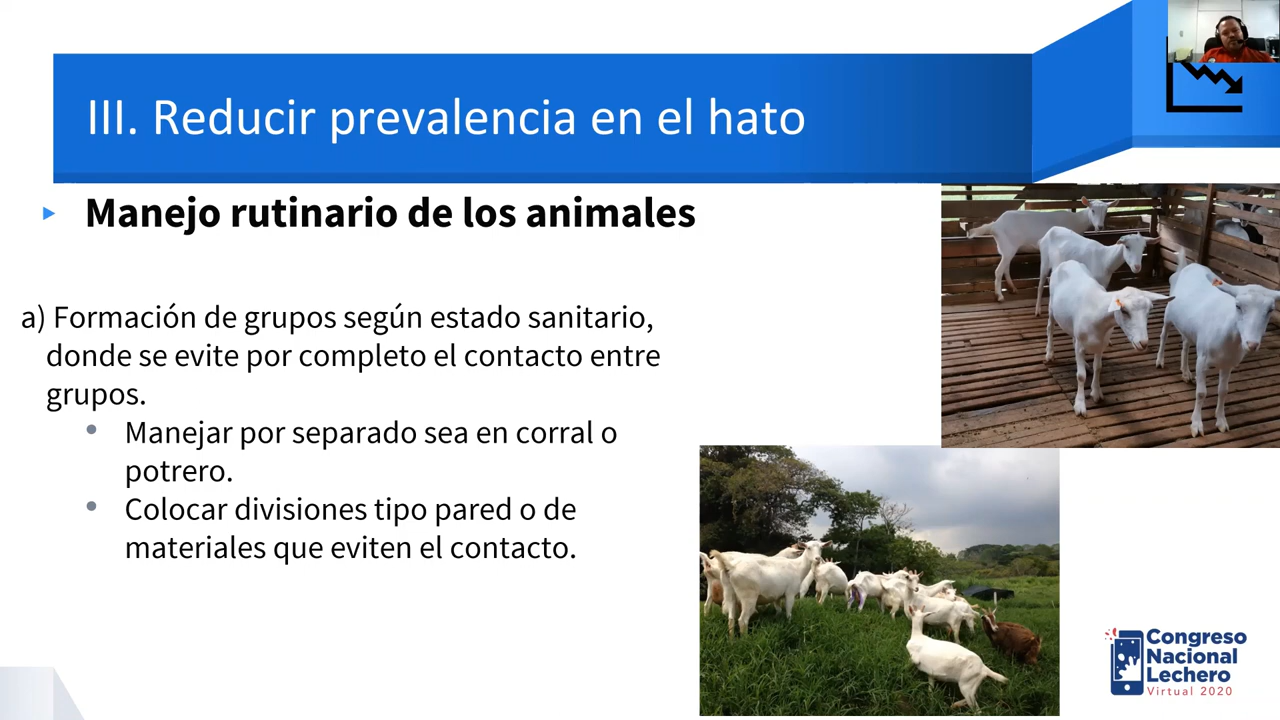 III. Reducir prevalencia en el hato
Manejo rutinario de los animales
a) Formación de grupos según estado sanitario,
donde se evite por completo el contacto entre
grupos.
Manejar por separado sea en corral o
potrero.
Colocar divisiones tipo pared o de
materiales que eviten el contacto.
Congreso
Nacional
Lechero
Virtual 2020